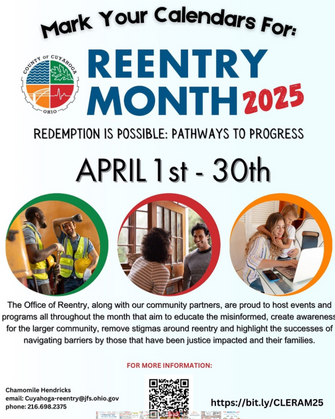 Mark Your Calendars For:
COUNTY OF CUYAHOGA
OHIO
REENTRY
MONTH 2025
REDEMPTION IS POSSIBLE: PATHWAYS TO PROGRESS
APRIL 1st - 30th
The Office of Reentry, along with our community partners, are proud to host events and
programs all throughout the month that aim to educate the misinformed, create awareness
for the larger community, remove stigmas around reentry and highlight the successes of
navigating barriers by those that have been justice impacted and their families.
FOR MORE INFORMATION:
Chamomile Hendricks
email: Cuyahoga-reentry@jfs.ohio.gov
phone: 216.698.2375
https://bit.ly/CLERAM25